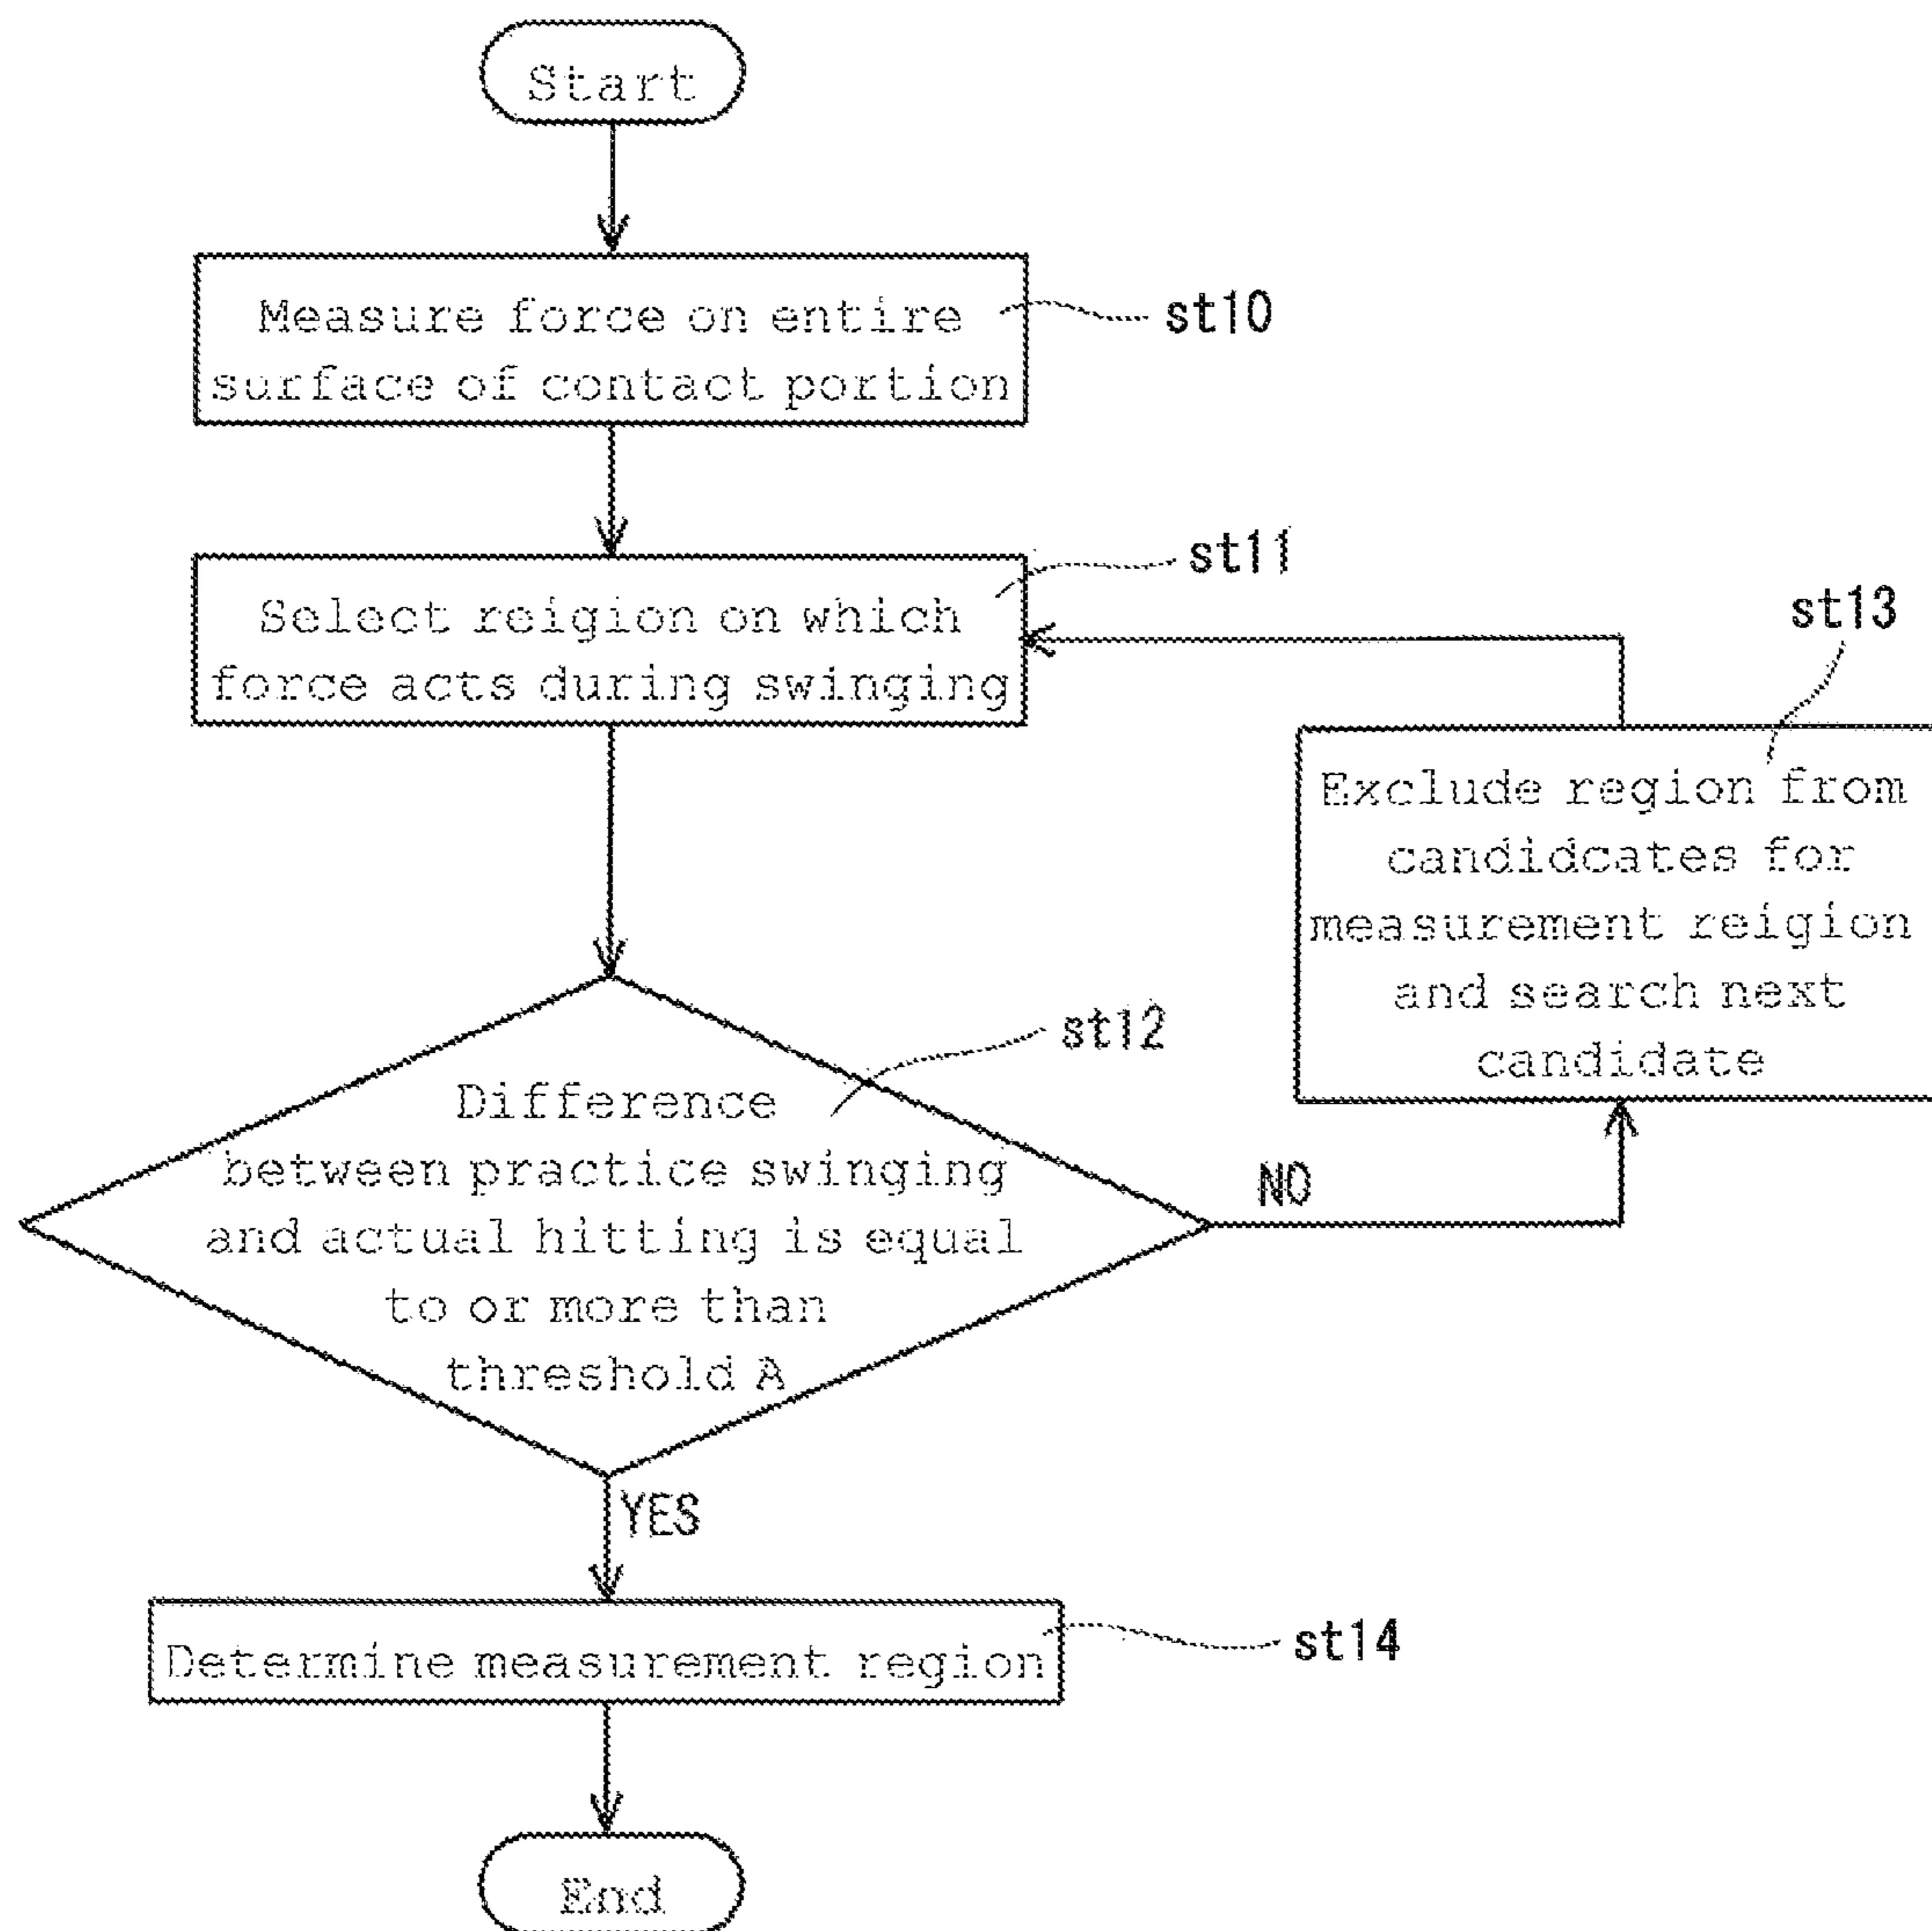 Start
Measure force on entire
surface of contact portion
st10
Select reigion on which
force acts during swinging
st11
st13
Exclude region from
candidcates for
measurement reigion
and search next
candidate
st12
Difference
between practice swinging
and actual hitting is equal
to or more than
threshold A
NO
YES
Determine measurement region
st14
End